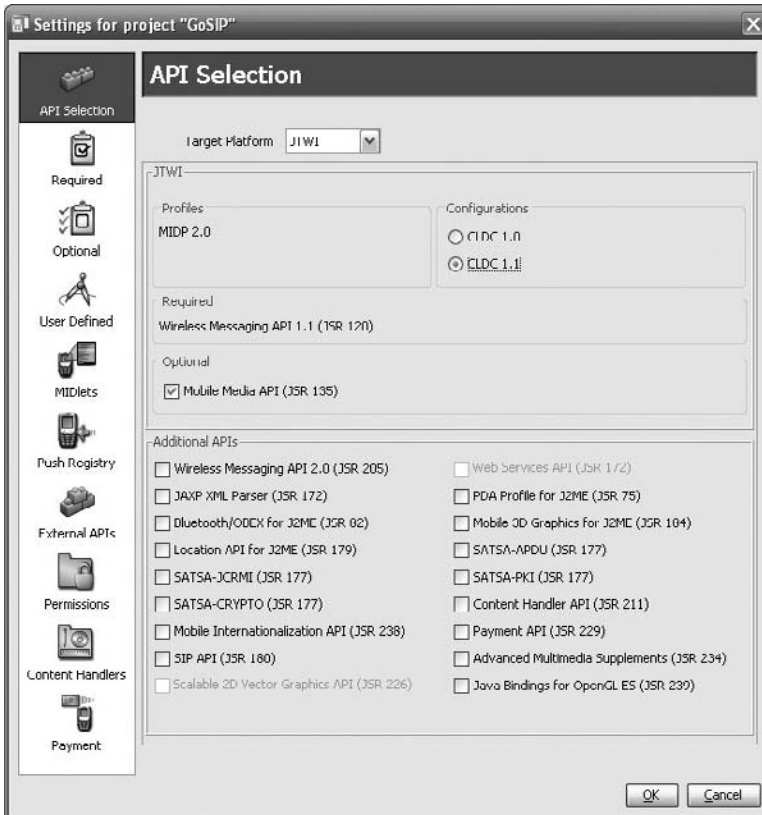 Settings for project "GoSIP"
API Selection
API Selection
Required
Optional
User Defined
MIDlets
Push Registry
External APIs
Permissions
Content Handlers
Payment
Target Platform JTWI
JTWI
Profiles
MIDP 2.0
Configurations
CLDC 1.0
CLDC 1.1
Required
Wireless Messaging API 1.1 (JSR 120)
Optional
Mobile Media API (JSR 135)
Additional APIs
Wireless Messaging API 2.0 (JSR 205)
Web Services API (JSR 172)
JAXP XML Parser (JSR 172)
PDA Profile for J2ME (JSR 75)
Bluetooth/OBEX for J2ME (JSR 82)
Mobile 3D Graphics for J2ME (JSR 184)
Location API for J2ME (JSR 179)
SATSA-APDU (JSR 177)
SATSA-JCRMI (JSR 177)
SATSA-PKI (JSR 177)
SATSA-CRYPTO (JSR 177)
Content Handler API (JSR 211)
Mobile Internationalization API (JSR 238)
Payment API (JSR 229)
SIP API (JSR 180)
Advanced Multimedia Supplements (JSR 234)
Scalable 2D Vector Graphics API (JSR 226)
Java Bindings for OpenGL ES (JSR 239)
OK
Cancel